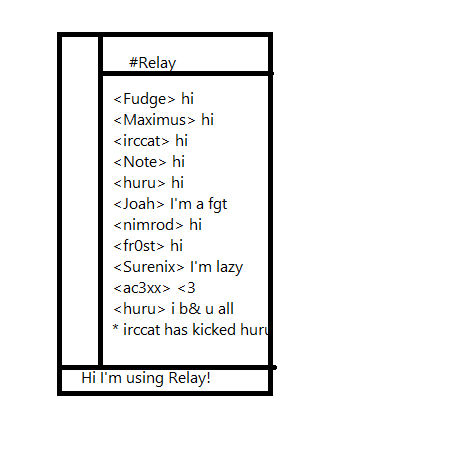 #Relay
<Fudge> hi
<Maximus> hi
<irccat> hi
<Note> hi
<huru> hi
<Joah> I'm a fgt
<nimrod> hi
<fr0st> hi
<Surenix> I'm lazy
<ac3xx> <3
<huru> i b& u all
* irccat has kicked huru
Hi I'm using Relay!